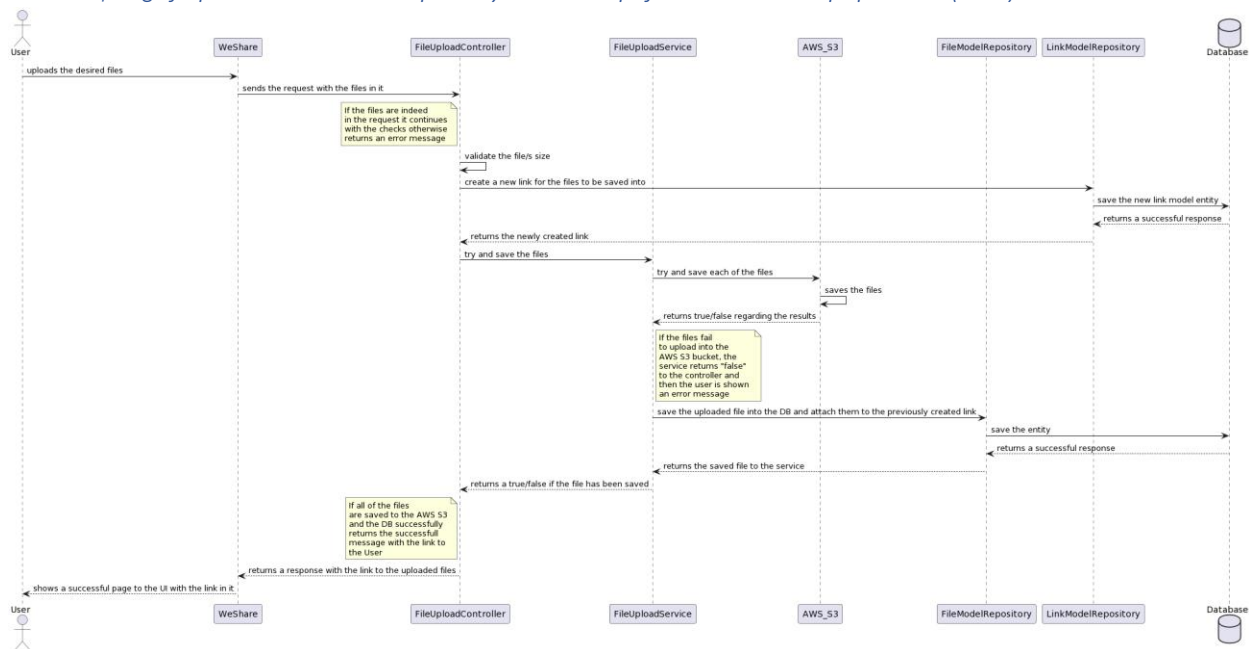 User
WeShare
FileUploadController
FileUploadService
AWS_S3
FileModelRepository
LinkModelRepository
Database
uploads the desired files
sends the request with the files in it
If the files are indeed
in the request it continues
with the checks otherwise
returns an error message
validate the file/s size
create a new link for the files to be saved into
save the new link model entity
returns a successful response
returns the newly created link
try and save the files
try and save each of the files
saves the files
returns true/false regarding the results
If the files fail
to upload into the
AWS S3 bucket, the
service returns "false"
to the controller and
then the user is shown
an error message
save the uploaded file into the DB and attach them to the previously created link
save the entity
returns a successful response
returns the saved file to the service
returns a true/false if the file has been saved
If all of the files
are saved to the AWS S3
and the DB successfully
returns the successfull
message with the link to
the User
returns a response with the link to the uploaded files
shows a successful page to the UI with the link in it
User
WeShare
FileUploadController
FileUploadService
AWS_S3
FileModelRepository
LinkModelRepository
Database